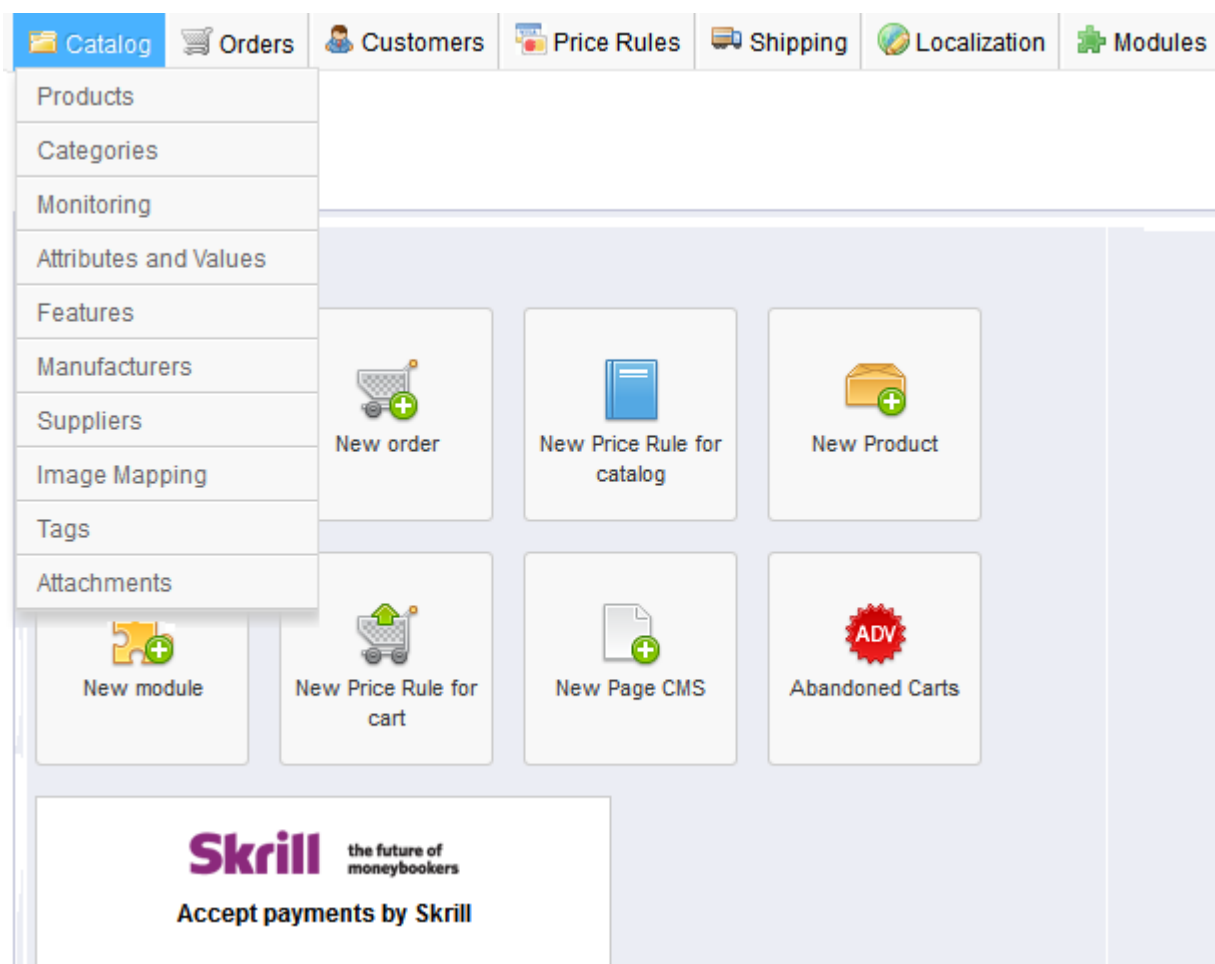 Catalog Orders Customers Price Rules Shipping Localization Modules
Products
Categories
Monitoring
Attributes and Values
Features
Manufacturers
Suppliers
Image Mapping
Tags
Attachments
New order
New Price Rule for
catalog
New Product
New module
New Price Rule for
cart
New Page CMS
ADV
Abandoned Carts
Skrill the future of
moneybookers
Accept payments by Skrill